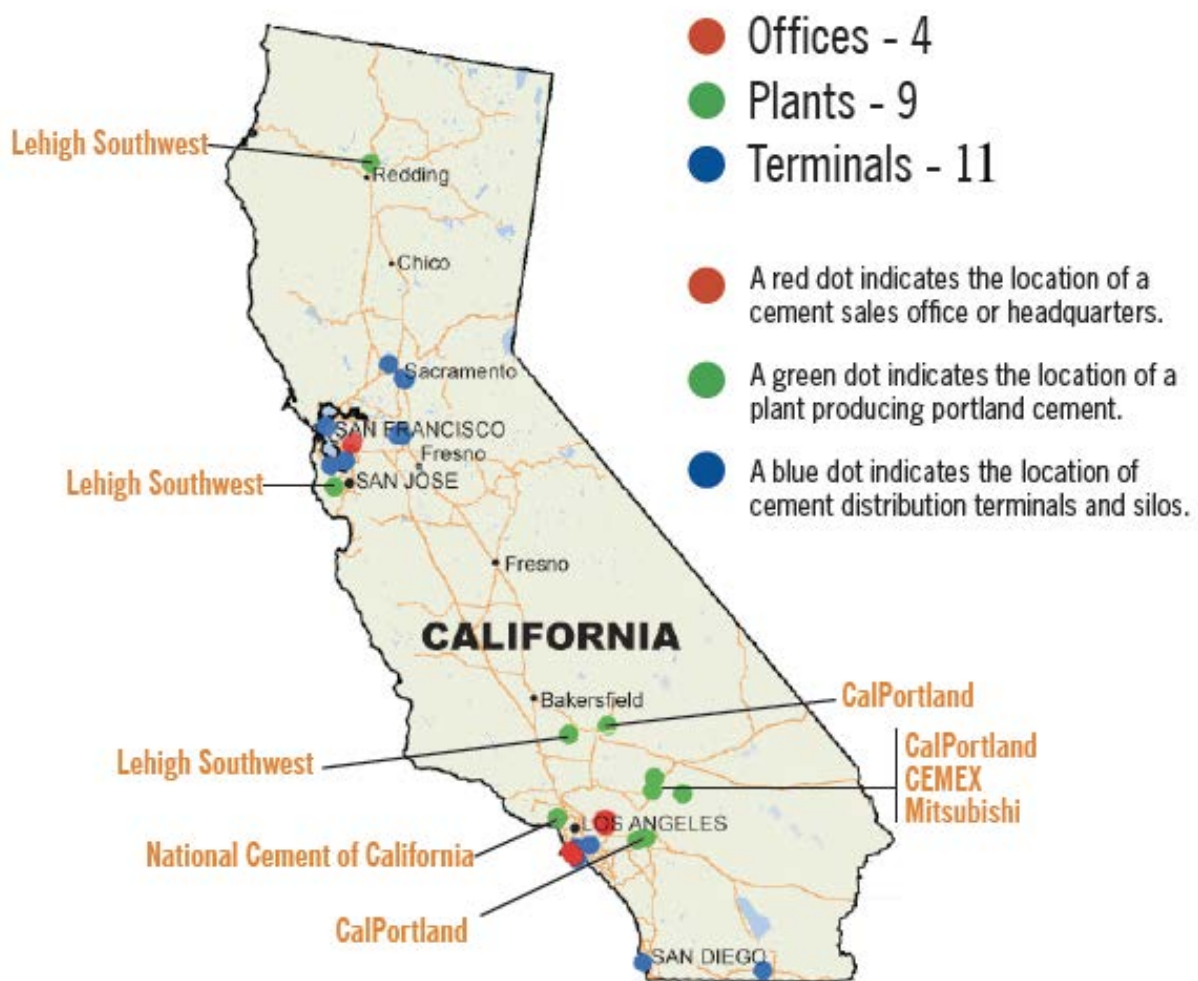 Offices - 4
Plants - 9
Terminals - 11
A red dot indicates the location of a
cement sales office or headquarters.
A green dot indicates the location of a
plant producing portland cement.
A blue dot indicates the location of
cement distribution terminals and silos.
Lehigh Southwest
Redding
Chico
Sacramento
SAN FRANCISCO
Fresno
Lehigh Southwest
SAN JOSE
Fresno
CALIFORNIA
Bakersfield
CalPortland
Lehigh Southwest
CalPortland
CEMEX
Mitsubishi
LOS ANGELES
National Cement of California
CalPortland
SAN DIEGO